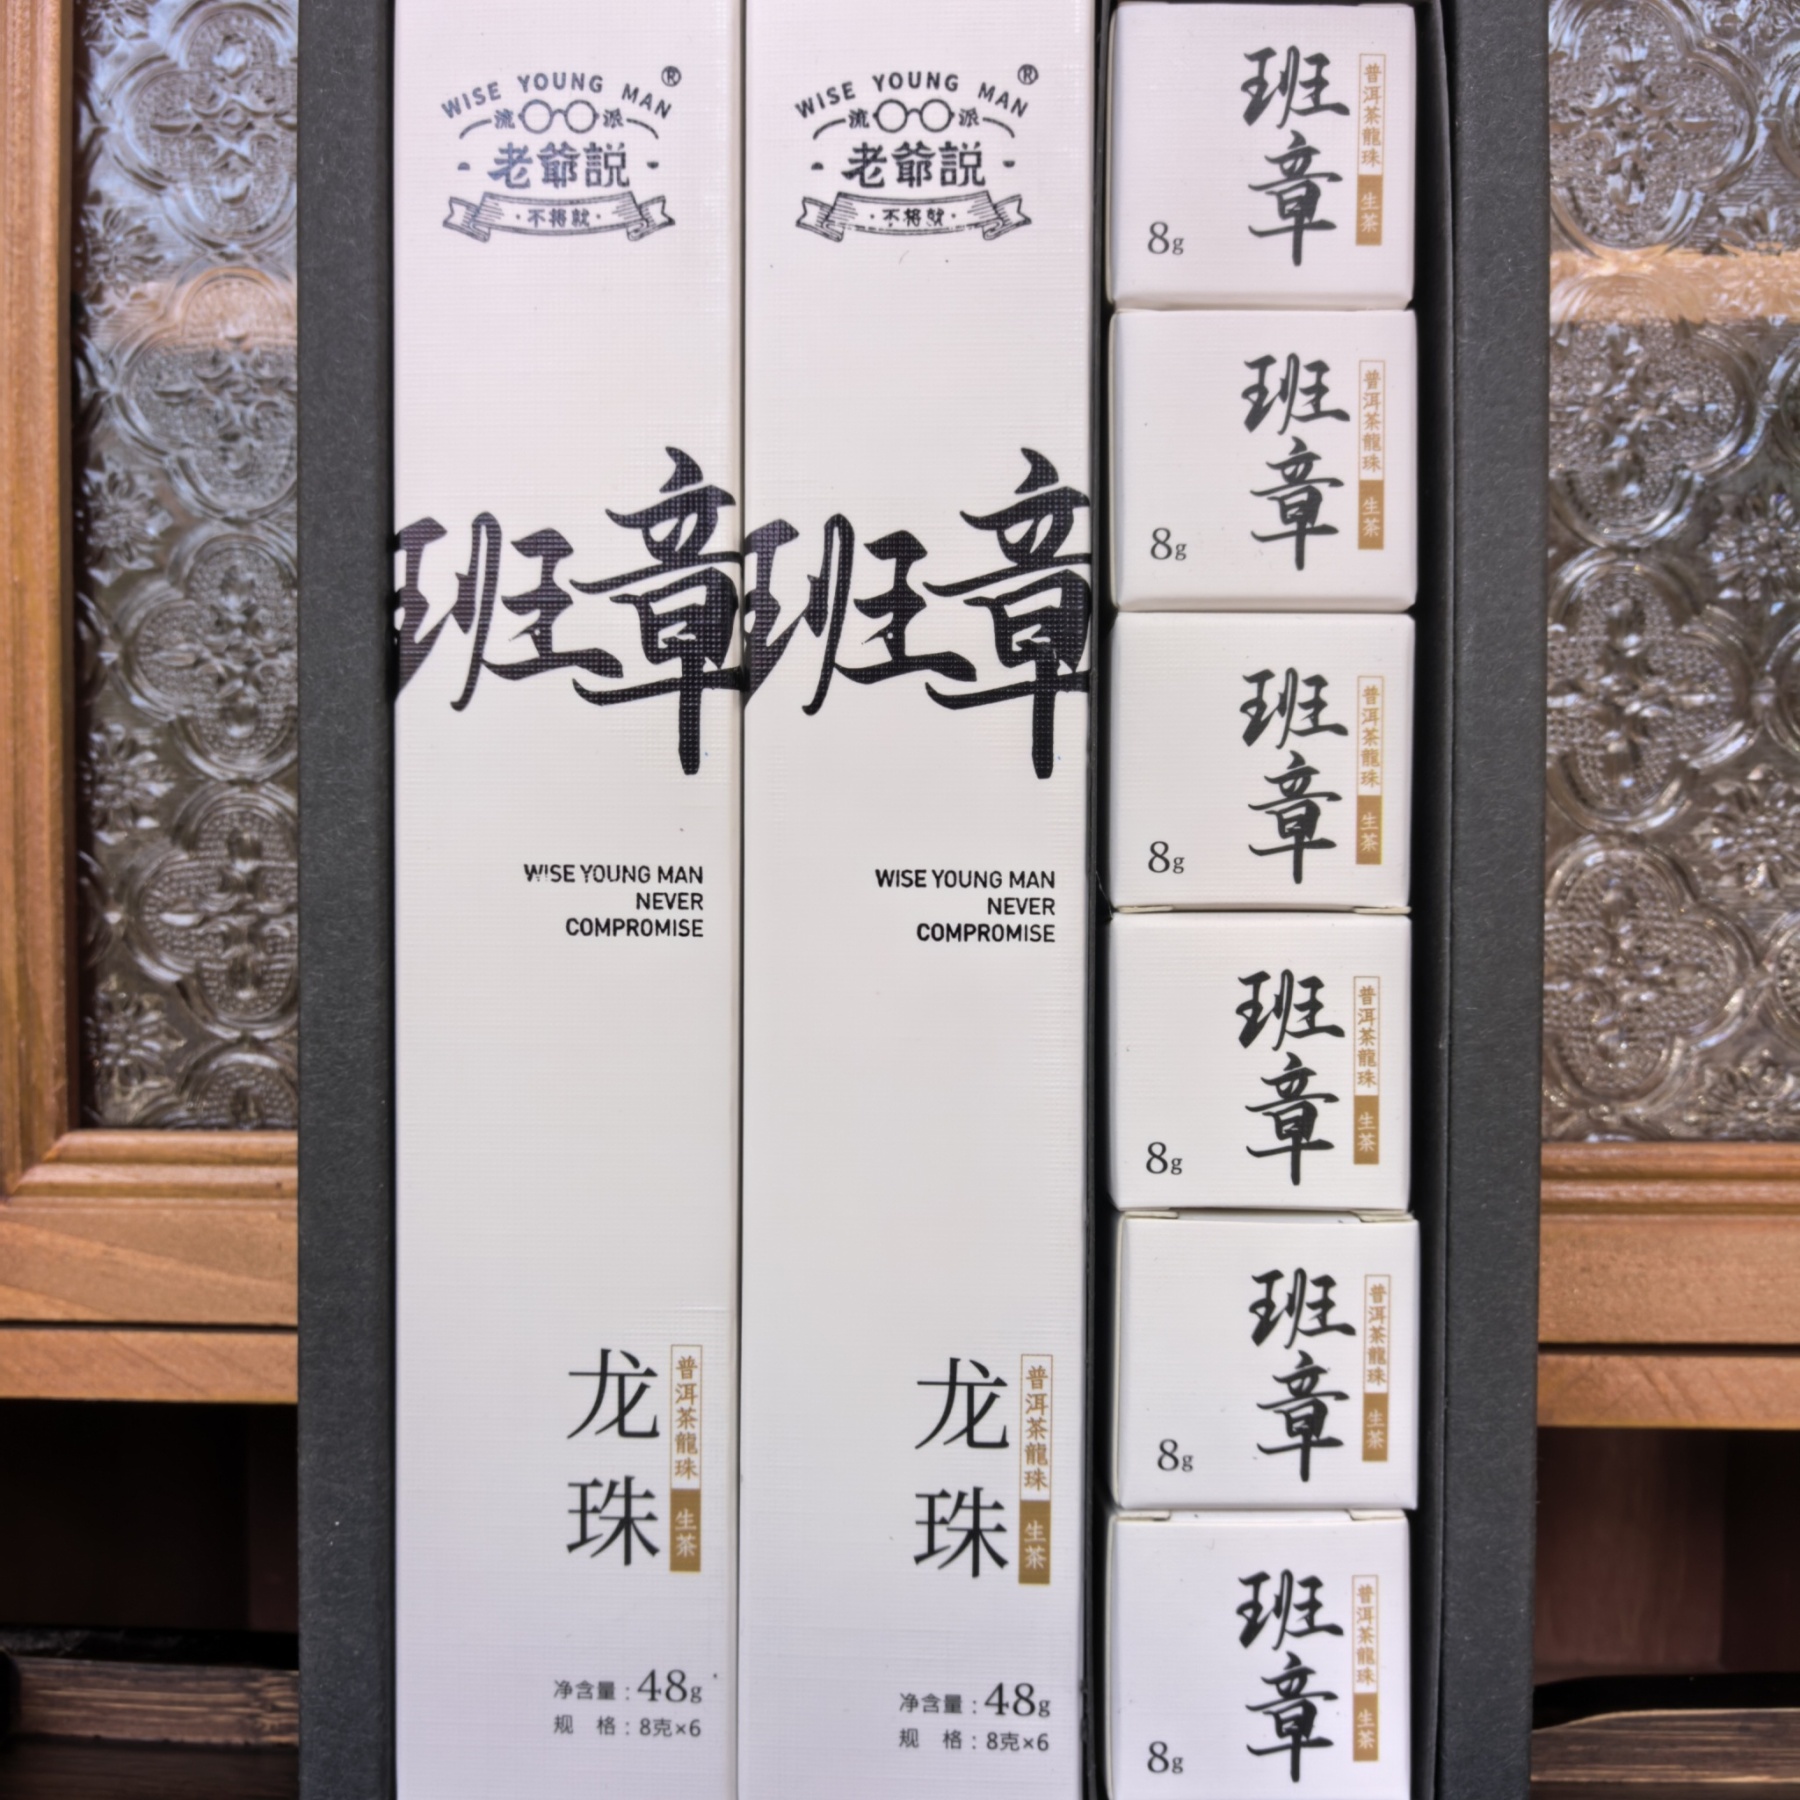 WISE YOUNG MAN ®
流 派
老爺説
·不将就·
班章
WISE YOUNG MAN
NEVER
COMPROMISE
龙珠
普洱茶龍珠 生茶
净含量：48g
规 格：8克×6
WISE YOUNG MAN ®
流 派
老爺説
·不将就·
班章
WISE YOUNG MAN
NEVER
COMPROMISE
龙珠
普洱茶龍珠 生茶
净含量：48g
规 格：8克×6
班章
普洱茶龍珠 生茶
8g
班章
普洱茶龍珠 生茶
8g
班章
普洱茶龍珠 生茶
8g
班章
普洱茶龍珠 生茶
8g
班章
普洱茶龍珠 生茶
8g
班章
普洱茶龍珠 生茶
8g